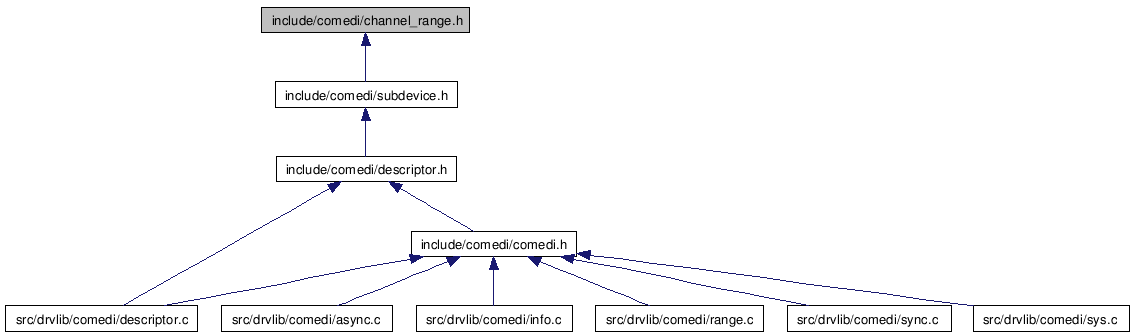 include/comedi/channel_range.h
include/comedi/subdevice.h
include/comedi/descriptor.h
include/comedi/comedi.h
src/drvlib/comedi/descriptor.c
src/drvlib/comedi/async.c
src/drvlib/comedi/info.c
src/drvlib/comedi/range.c
src/drvlib/comedi/sync.c
src/drvlib/comedi/sys.c